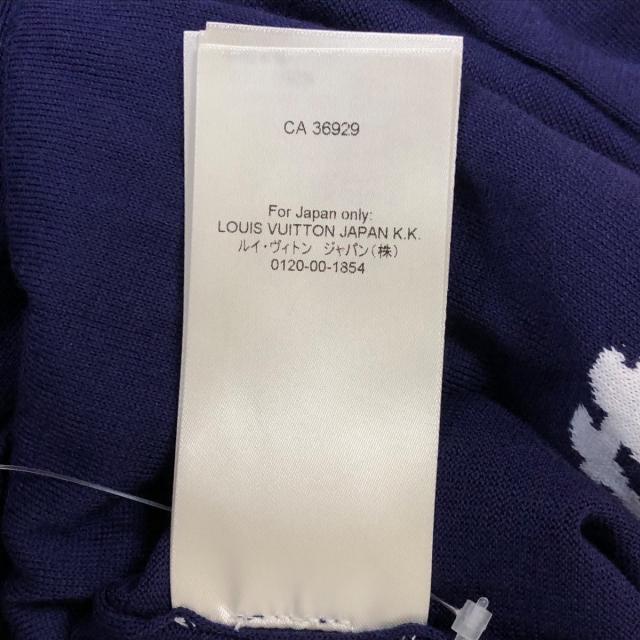 CA 36929
For Japan only:
LOUIS VUITTON JAPAN K.K.
ルイ・ヴィトン ジャパン(株)
0120-00-1854